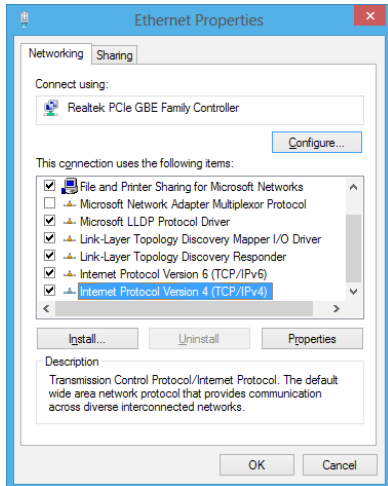 Ethernet Properties
Networking
Sharing
Connect using:
Realtek PCIe GBE Family Controller
Configure...
This connection uses the following items:
File and Printer Sharing for Microsoft Networks
Microsoft Network Adapter Multiplexor Protocol
Microsoft LLDP Protocol Driver
Link-Layer Topology Discovery Mapper I/O Driver
Link-Layer Topology Discovery Responder
Internet Protocol Version 6 (TCP/IPv6)
Internet Protocol Version 4 (TCP/IPv4)
Install...
Uninstall
Properties
Description
Transmission Control Protocol/Internet Protocol. The default
wide area network protocol that provides communication
across diverse interconnected networks.
OK
Cancel